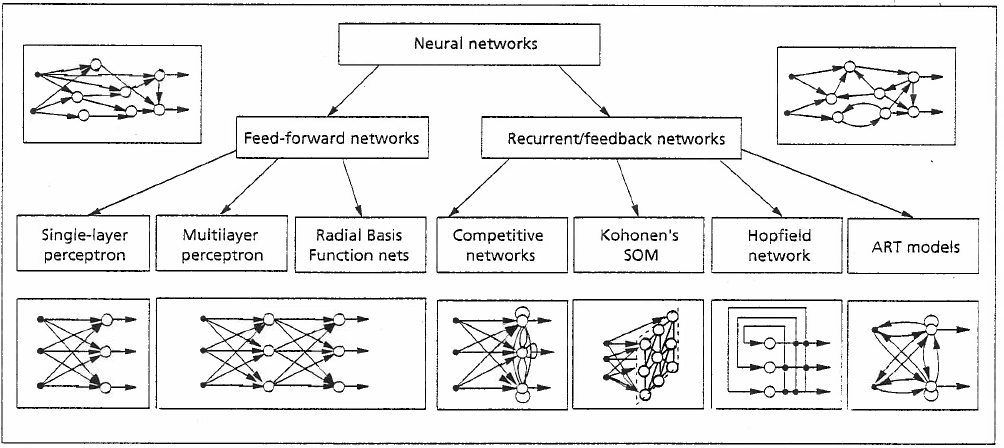 Neural networks
Feed-forward networks
Recurrent/feedback networks
Single-layer
perceptron
Multilayer
perceptron
Radial Basis
Function nets
Competitive
networks
Kohonen's
SOM
Hopfield
network
ART models